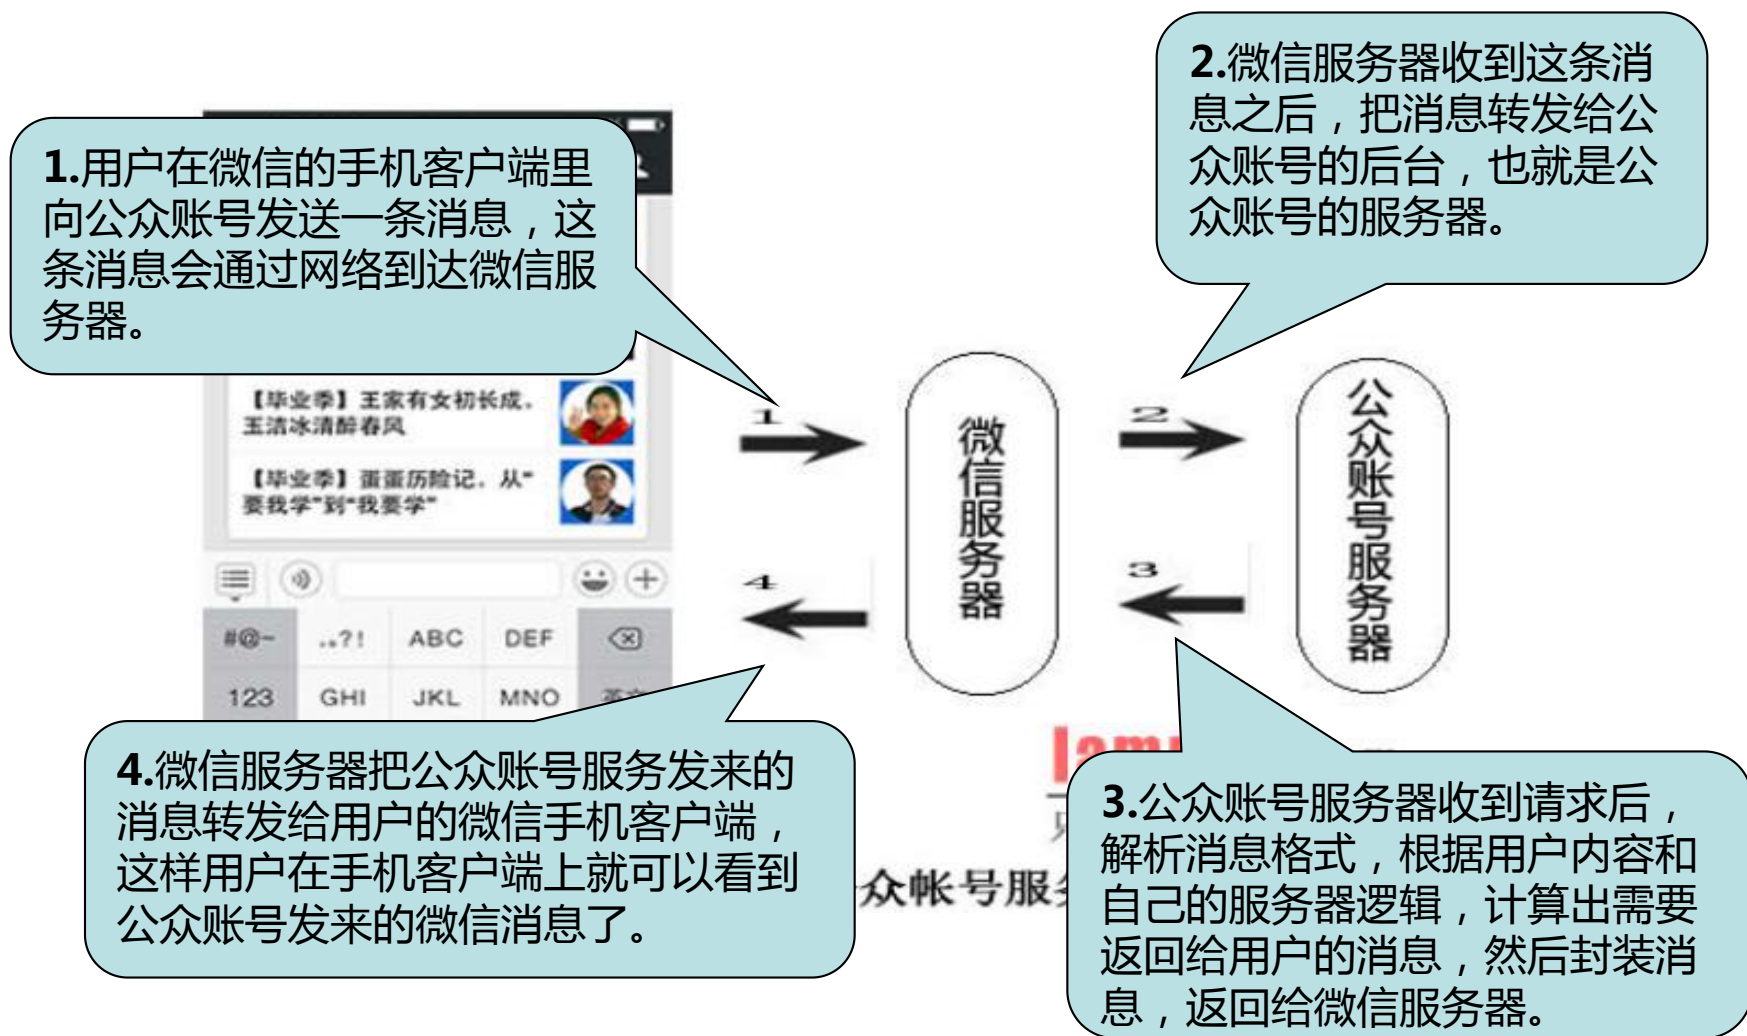 1.用户在微信的手机客户端里
向公众账号发送一条消息，这
条消息会通过网络到达微信服
务器。
2.微信服务器收到这条消
息之后，把消息转发给公
众账号的后台，也就是公
众账号的服务器。
【毕业季】王家有女初长成，
玉洁冰清醉春风
【毕业季】蛋蛋历险记，从“
要我学”到“我要学”
1
微信服务器
2
公众账号服务器
4
3
#@~ ..?! ABC DEF
123 GHI JKL MNO 英文
4.微信服务器把公众账号服务发来的
消息转发给用户的微信手机客户端，
这样用户在手机客户端上就可以看到
公众账号发来的微信消息了。
众帐号服
3.公众账号服务器收到请求后，
解析消息格式，根据用户内容和
自己的服务器逻辑，计算出需要
返回给用户的消息，然后封装消
息，返回给微信服务器。